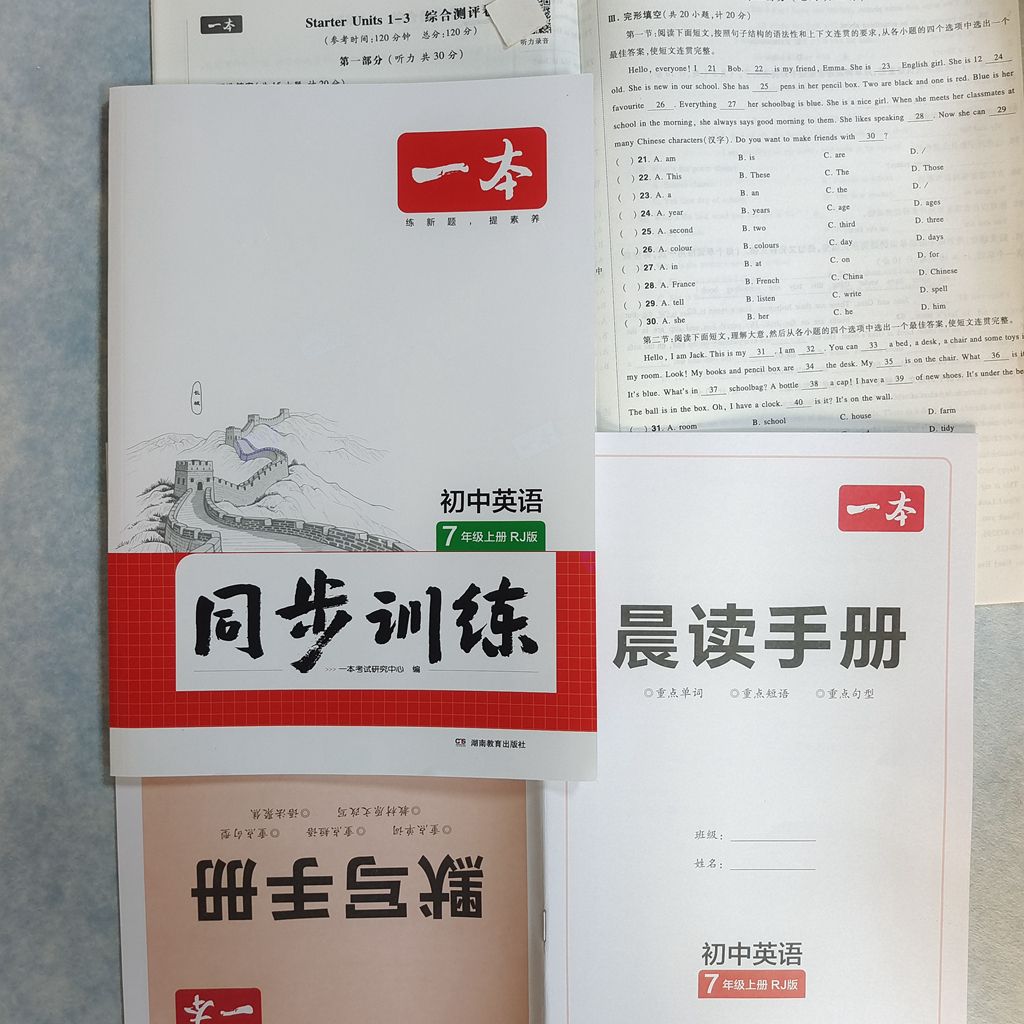 一本
Starter Units 1-3 综合测评卷
(参考时间:120分钟 总分:120分)
听力录音
第一部分(听力 共30分)
Ⅲ. 完形填空(共20小题,计20分)
第一节:阅读下面短文,按照句子结构的语法性和上下文连贯的要求,从各小题的四个选项中选出一个
最佳答案,使短文连贯完整。
Hello, everyone! I 21 Bob. 22 is my friend, Emma. She is 23 English girl. She is 12 24
old. She is new in our school. She has 25 pens in her pencil box. Two are black and one is red. Blue is her
favourite 26 . Everything 27 her schoolbag is blue. She is a nice girl. When she meets her classmates at
school in the morning, she always says good morning to them. She likes speaking 28 . Now she can 29
many Chinese characters(汉字). Do you want to make friends with 30 ?
( ) 21. A. am B. is C. are D. /
( ) 22. A. This B. These C. The D. Those
( ) 23. A. a B. an C. the D. /
( ) 24. A. year B. years C. age D. ages
( ) 25. A. second B. two C. third D. three
( ) 26. A. colour B. colours C. day D. days
( ) 27. A. in B. at C. on D. for
( ) 28. A. France B. French C. China D. Chinese
( ) 29. A. tell B. listen C. write D. spell
( ) 30. A. she B. her C. he D. him
第二节:阅读下面短文,理解大意,然后从各小题的四个选项中选出一个最佳答案,使短文连贯完整。
Hello, I am Jack. This is my 31 . I am 32 . You can 33 a bed, a desk, a chair and some toys i
my room. Look! My books and pencil box are 34 the desk. My 35 is on the chair. What 36 is it
It's blue. What's in 37 schoolbag? A bottle 38 a cap! I have a 39 of new shoes. It's under the be
The ball is in the box. Oh, I have a clock. 40 is it? It's on the wall.
( ) 31. A. room B. school C. house D. farm
D. tidy
一本
练新题,提素养
长城
初中英语
7年级上册 RJ版
同步训练
>>> 一本考试研究中心 编
湖南教育出版社
一本
晨读手册
◎重点单词 ◎重点短语 ◎重点句型
班级:
姓名:
初中英语
7年级上册 RJ版
一本
默写手册
◎重点单词 ◎重点短语 ◎重点句型
◎教材原文改写 ◎语法聚焦